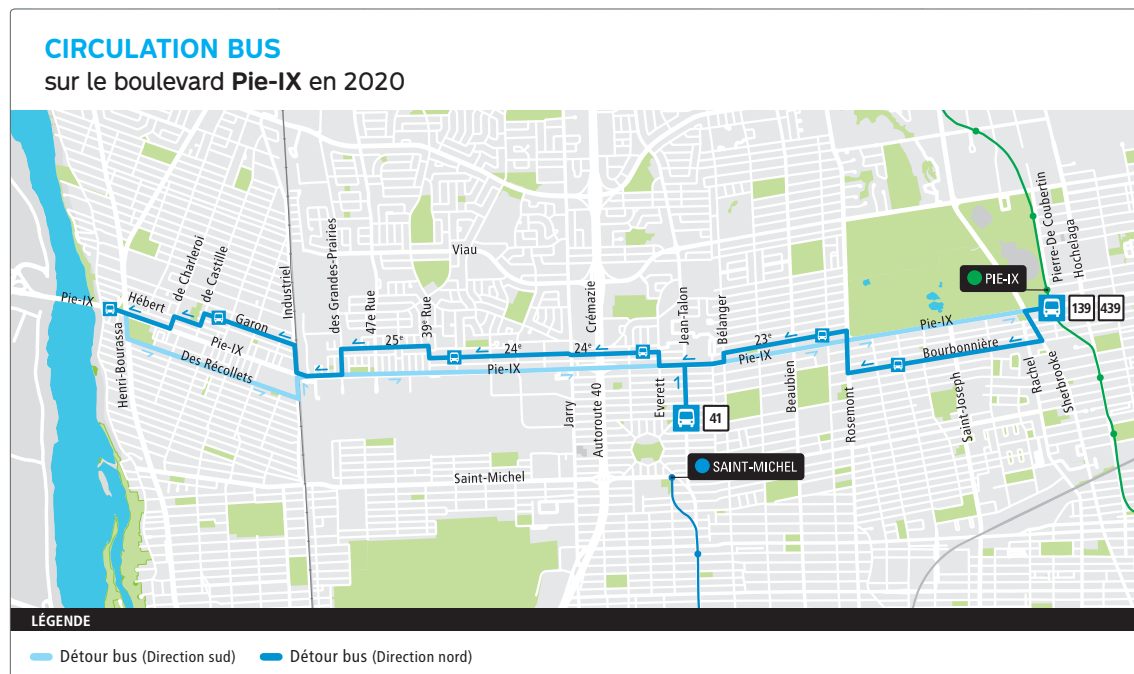 CIRCULATION BUS
sur le boulevard Pie-IX en 2020
Pie-IX
Henri-Bourassa
Hébert
de Charleroi
de Castille
Garon
Pie-IX
Des Récollets
Industriel
des Grandes-Prairies
47e Rue
25e
39e Rue
Viau
24e
24e
Pie-IX
Crémazie
Jarry
Autoroute 40
Everett
Jean-Talon
Bélanger
41
Saint-Michel
SAINT-MICHEL
Pie-IX
23e
Beaubien
Rosemont
Pie-IX
Bourbonnière
Saint-Joseph
Rachel
Sherbrooke
PIE-IX
Pierre-De Coubertin
Hochelaga
139 439
LÉGENDE
Détour bus (Direction sud) Détour bus (Direction nord)